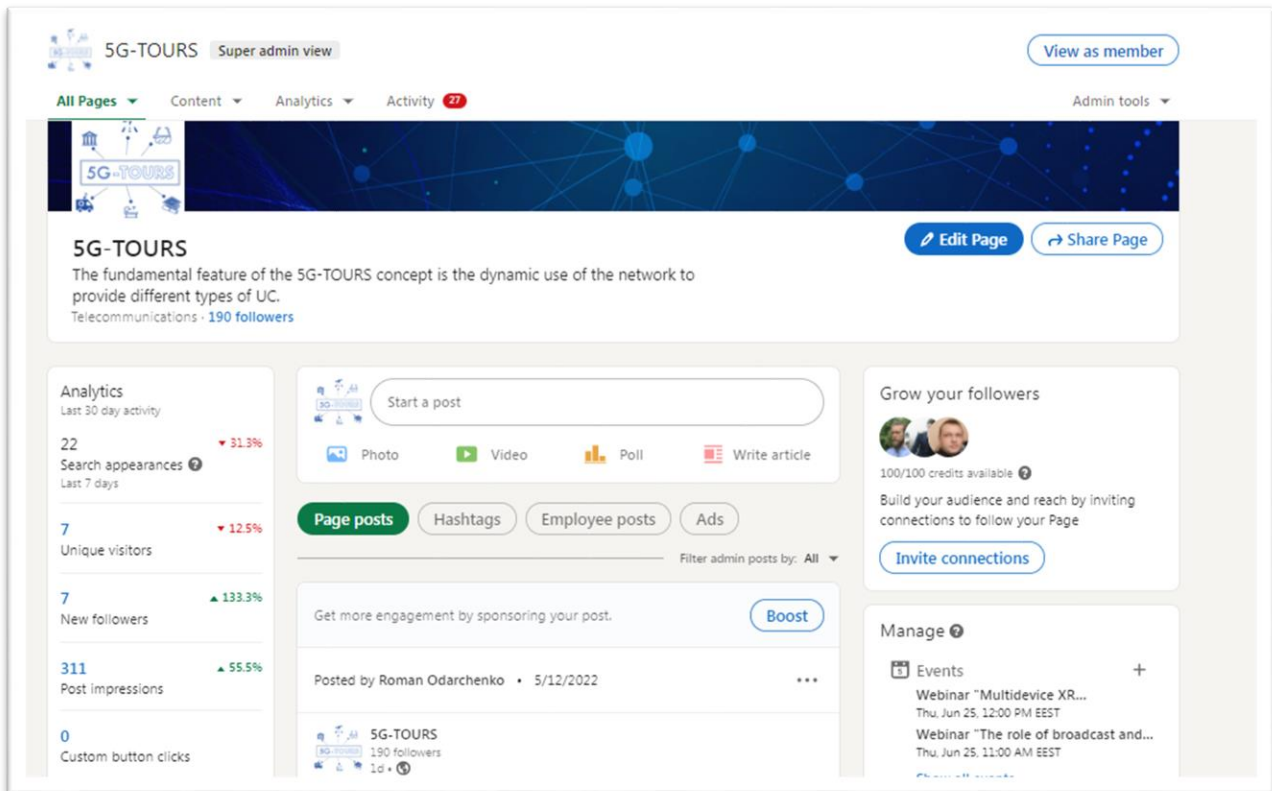 5G-TOURS Super admin view
View as member
All Pages Content Analytics Activity 27
Admin tools
5G-TOURS
Edit Page Share Page
5G-TOURS
The fundamental feature of the 5G-TOURS concept is the dynamic use of the network to
provide different types of UC.
Telecommunications · 190 followers
Analytics
Last 30 day activity
22 ▼ 31.3%
Search appearances
Last 7 days
7 ▼ 12.5%
Unique visitors
7 ▲ 133.3%
New followers
311 ▲ 55.5%
Post impressions
0
Custom button clicks
Start a post
Photo Video Poll Write article
Page posts Hashtags Employee posts Ads
Filter admin posts by: All
Get more engagement by sponsoring your post. Boost
Posted by Roman Odarchenko • 5/12/2022
5G-TOURS
190 followers
1d •
Grow your followers
100/100 credits available
Build your audience and reach by inviting
connections to follow your Page
Invite connections
Manage
Events
Webinar "Multidevice XR...
Thu, Jun 25, 12:00 PM EEST
Webinar "The role of broadcast and...
Thu, Jun 25, 11:00 AM EEST
Show all events